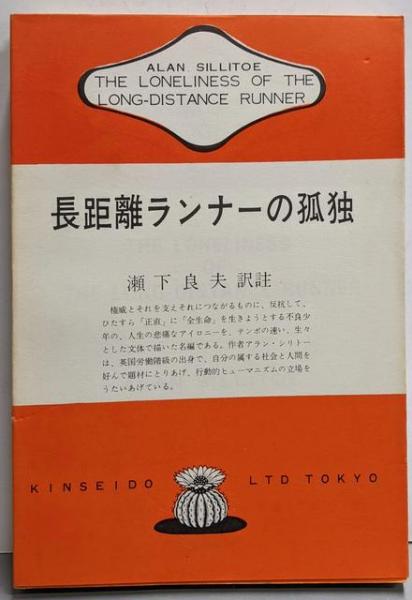 ALAN SILLITOE
THE LONELINESS OF THE
LONG-DISTANCE RUNNER
長距離ランナーの孤独
瀬下良夫 訳註
権威とそれを支えそれにつながるものに、反抗して、
ひたすら「正直」に「全生命」を生きようとする不良少
年の、人生の悲痛なアイロニーを、テンポの速い、生々
とした文体で描いた名編である。作者アラン・シリトー
は、英国労働階級の出身で、自分の属する社会と人間を
好んで題材にとりあげ、行動的ヒューマニズムの立場を
うたいあげている。
KINSEIDO LTD TOKYO